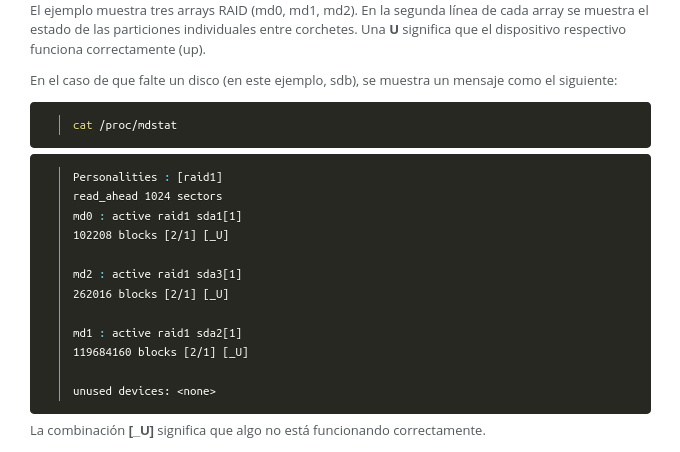 El ejemplo muestra tres arrays RAID (md0, md1, md2). En la segunda línea de cada array se muestra el
estado de las particiones individuales entre corchetes. Una U significa que el dispositivo respectivo
funciona correctamente (up).
En el caso de que falte un disco (en este ejemplo, sdb), se muestra un mensaje como el siguiente:
cat /proc/mdstat
Personalities : [raid1]
read_ahead 1024 sectors
md0 : active raid1 sda1[1]
102208 blocks [2/1] [_U]
md2 : active raid1 sda3[1]
262016 blocks [2/1] [_U]
md1 : active raid1 sda2[1]
119684160 blocks [2/1] [_U]
unused devices: <none>
La combinación [_U] significa que algo no está funcionando correctamente.